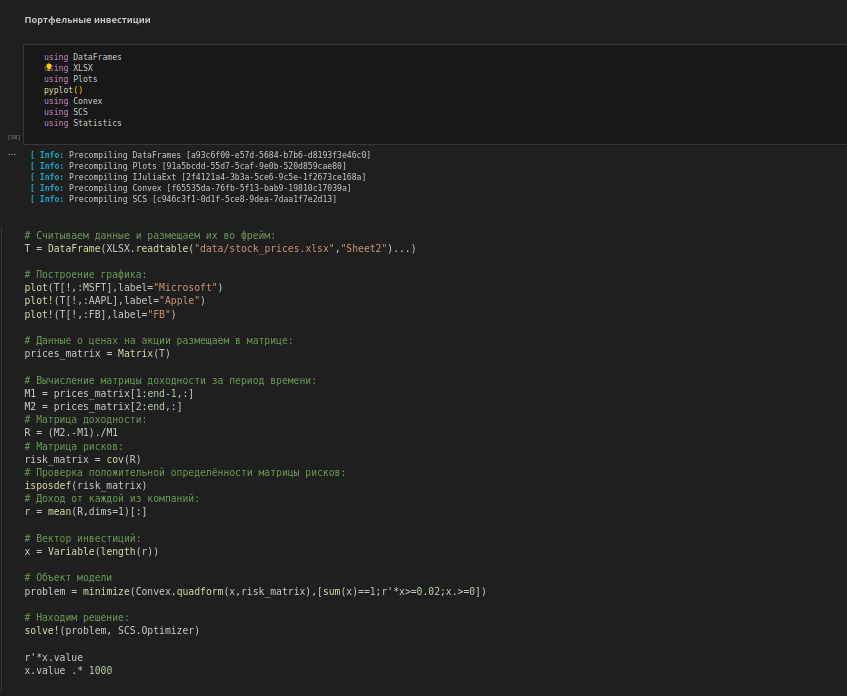 Портфельные инвестиции
using DataFrames
using XLSX
using Plots
pyplot()
using Convex
using SCS
using Statistics
[28]
...
[ Info: Precompiling DataFrames [a93c6f00-e57d-5684-b7b6-d8193f3e46c0]
[ Info: Precompiling Plots [91a5bcdd-55d7-5caf-9e0b-520d859cae80]
[ Info: Precompiling IJuliaExt [2f4121a4-3b3a-5ce6-9c5e-1f2673ce168a]
[ Info: Precompiling Convex [f65535da-76fb-5f13-bab9-19810c17039a]
[ Info: Precompiling SCS [c946c3f1-0d1f-5ce8-9dea-7daa1f7e2d13]
# Считываем данные и размещаем их во фрейм:
T = DataFrame(XLSX.readtable("data/stock_prices.xlsx","Sheet2")...)
# Построение графика:
plot(T[!,:MSFT],label="Microsoft")
plot!(T[!,:AAPL],label="Apple")
plot!(T[!,:FB],label="FB")
# Данные о ценах на акции размещаем в матрице:
prices_matrix = Matrix(T)
# Вычисление матрицы доходности за период времени:
M1 = prices_matrix[1:end-1,:]
M2 = prices_matrix[2:end,:]
# Матрица доходности:
R = (M2.-M1)./M1
# Матрица рисков:
risk_matrix = cov(R)
# Проверка положительной определённости матрицы рисков:
isposdef(risk_matrix)
# Доход от каждой из компаний:
r = mean(R,dims=1)[:]
# Вектор инвестиций:
x = Variable(length(r))
# Объект модели
problem = minimize(Convex.quadform(x,risk_matrix),[sum(x)==1;r'*x>=0.02;x.>=0])
# Находим решение:
solve!(problem, SCS.Optimizer)
r'*x.value
x.value .* 1000